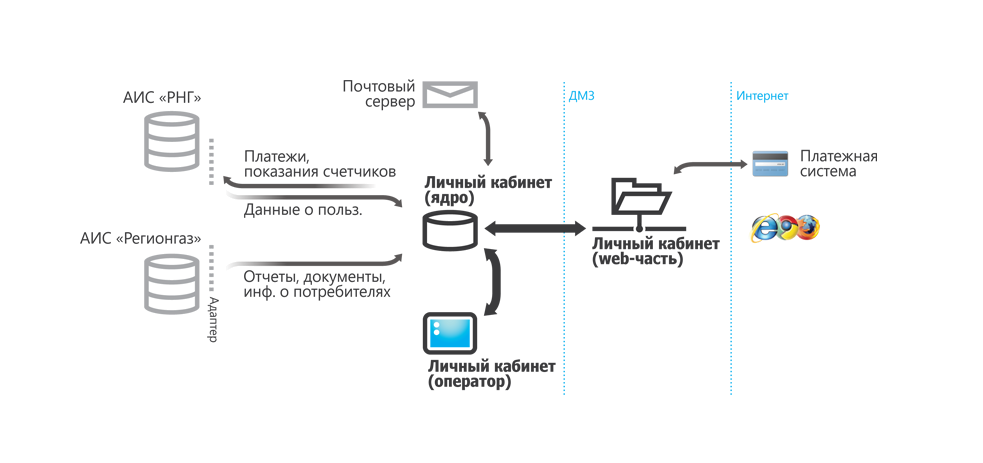 АИС «РНГ»
Почтовый
сервер
ДМЗ
Интернет
Платежи,
показания счетчиков
Данные о польз.
Личный кабинет
(ядро)
Платежная
система
АИС «Регионгаз»
Отчеты, документы,
инф. о потребителях
Адаптер
Личный кабинет
(web-часть)
Личный кабинет
(оператор)